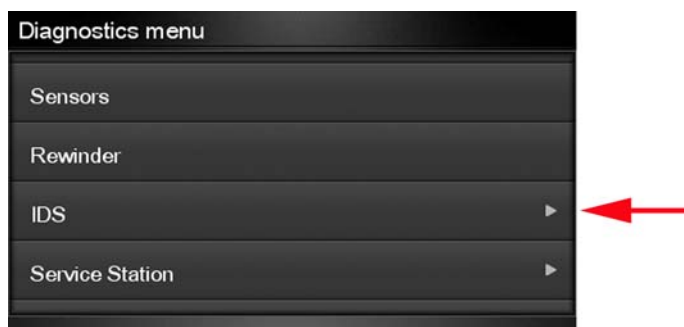 Diagnostics menu
Sensors
Rewinder
IDS
Service Station